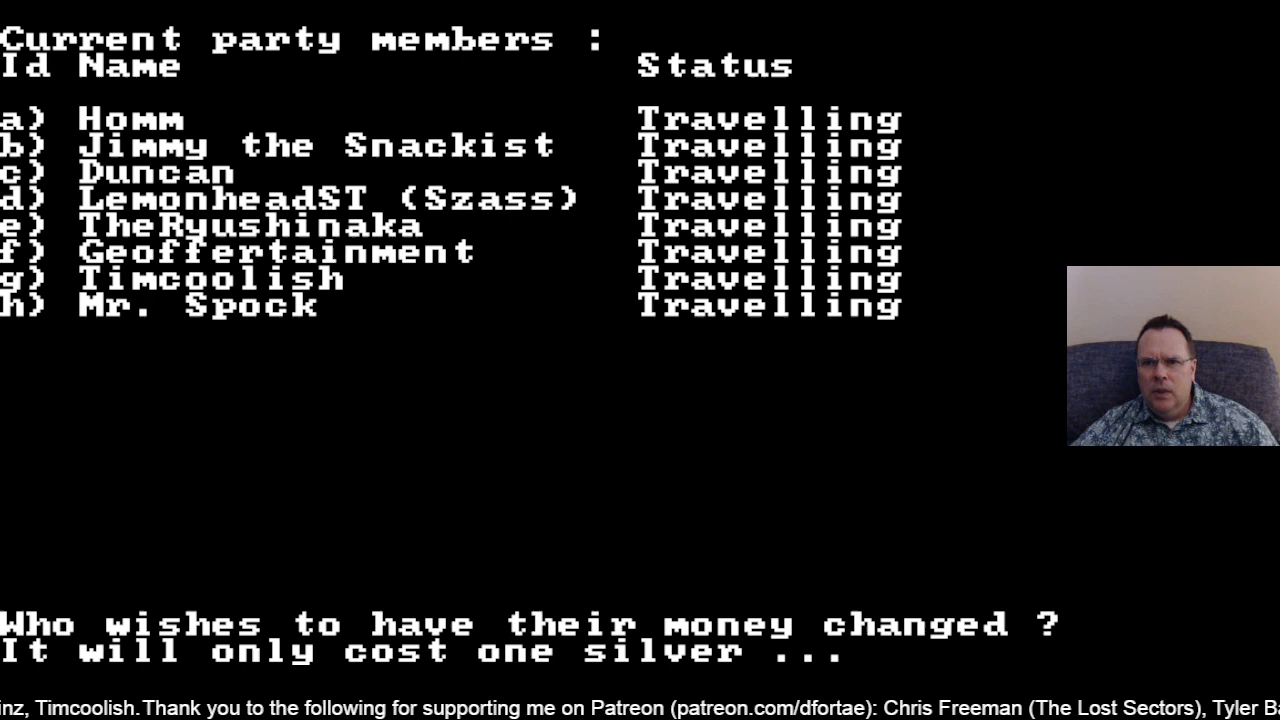 Current party members :
Id Name Status
a) Homm Travelling
b) Jimmy the Snackist Travelling
c) Duncan Travelling
d) LemonheadST (Szass) Travelling
e) TheRyushinaka Travelling
f) Geoffertainment Travelling
g) Timcoolish Travelling
h) Mr. Spock Travelling
Who wishes to have their money changed ?
It will only cost one silver ...
Timcoolish.Thank you to the following for supporting me on Patreon (patreon.com/dfortae): Chris Freeman (The Lost Sectors), Tyler